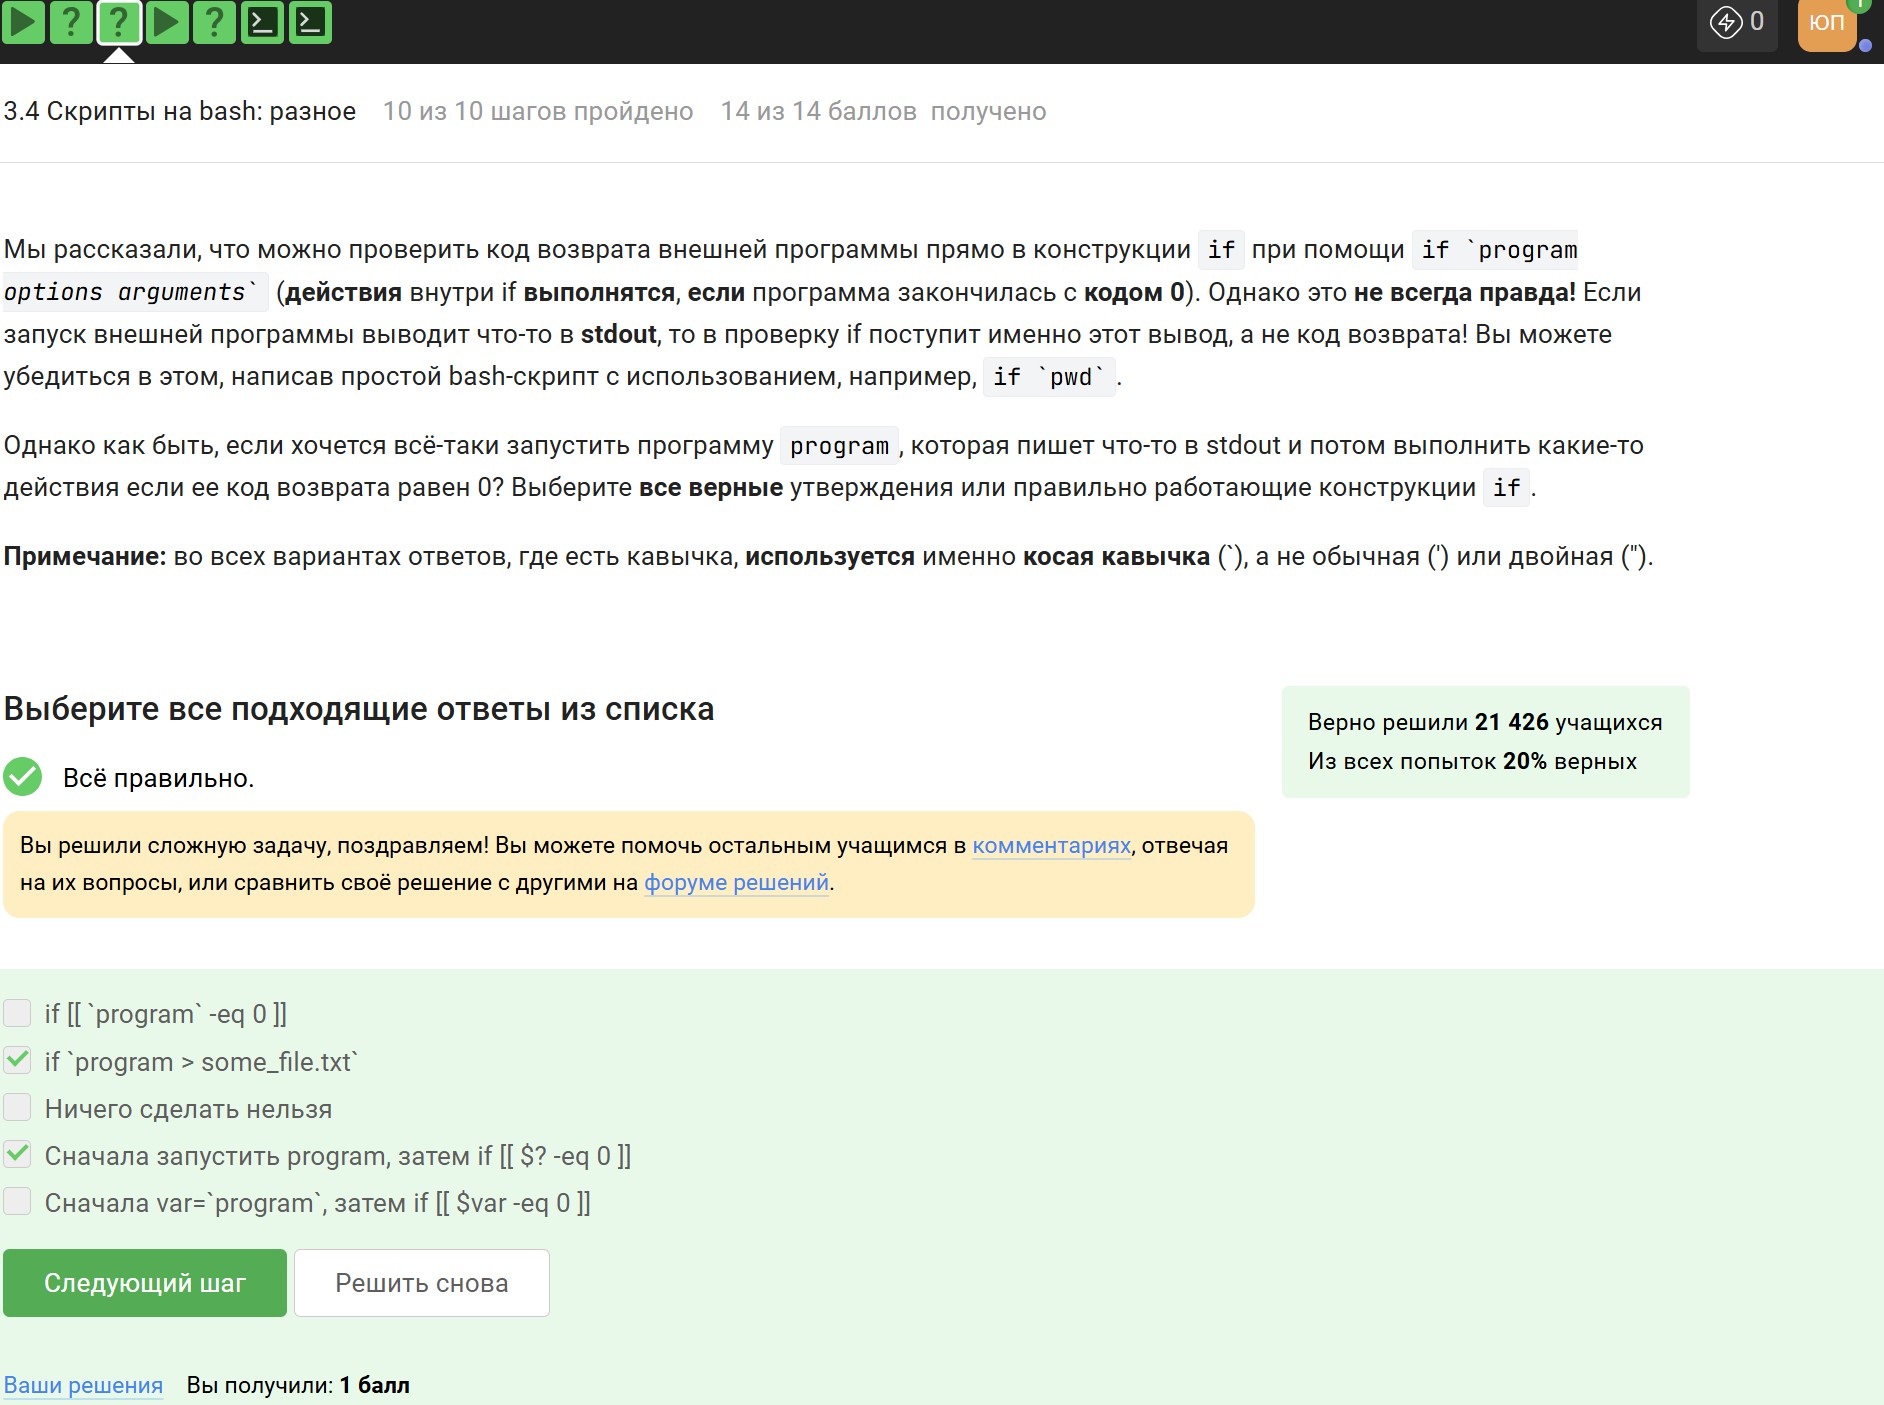 0
ЮП
3.4 Скрипты на bash: разное 10 из 10 шагов пройдено 14 из 14 баллов получено
Мы рассказали, что можно проверить код возврата внешней программы прямо в конструкции if при помощи if `program
options arguments` (действия внутри if выполнятся, если программа закончилась с кодом 0). Однако это не всегда правда! Если
запуск внешней программы выводит что-то в stdout, то в проверку if поступит именно этот вывод, а не код возврата! Вы можете
убедиться в этом, написав простой bash-скрипт с использованием, например, if `pwd` .
Однако как быть, если хочется всё-таки запустить программу program, которая пишет что-то в stdout и потом выполнить какие-то
действия если ее код возврата равен 0? Выберите все верные утверждения или правильно работающие конструкции if .
Примечание: во всех вариантах ответов, где есть кавычка, используется именно косая кавычка (`), а не обычная (') или двойная (").
Выберите все подходящие ответы из списка
Верно решили 21 426 учащихся
Из всех попыток 20% верных
Всё правильно.
Вы решили сложную задачу, поздравляем! Вы можете помочь остальным учащимся в комментариях, отвечая
на их вопросы, или сравнить своё решение с другими на форуме решений.
if [[ `program` -eq 0 ]]
if `program > some_file.txt`
Ничего сделать нельзя
Сначала запустить program, затем if [[ $? -eq 0 ]]
Сначала var=`program`, затем if [[ $var -eq 0 ]]
Следующий шаг Решить снова
Ваши решения Вы получили: 1 балл